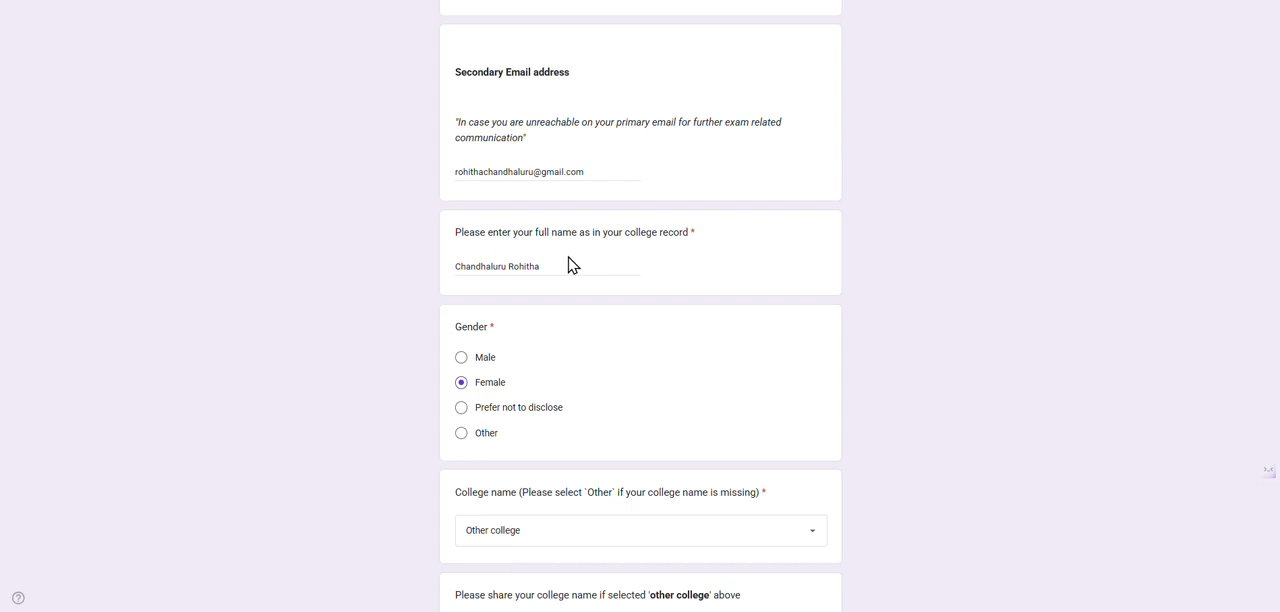 Secondary Email address
"In case you are unreachable on your primary email for further exam related
communication"
rohithachandhaluru@gmail.com
Please enter your full name as in your college record *
Chandhaluru Rohitha
Gender *
Male
Female
Prefer not to disclose
Other
College name (Please select `Other` if your college name is missing) *
Other college
Please share your college name if selected 'other college' above